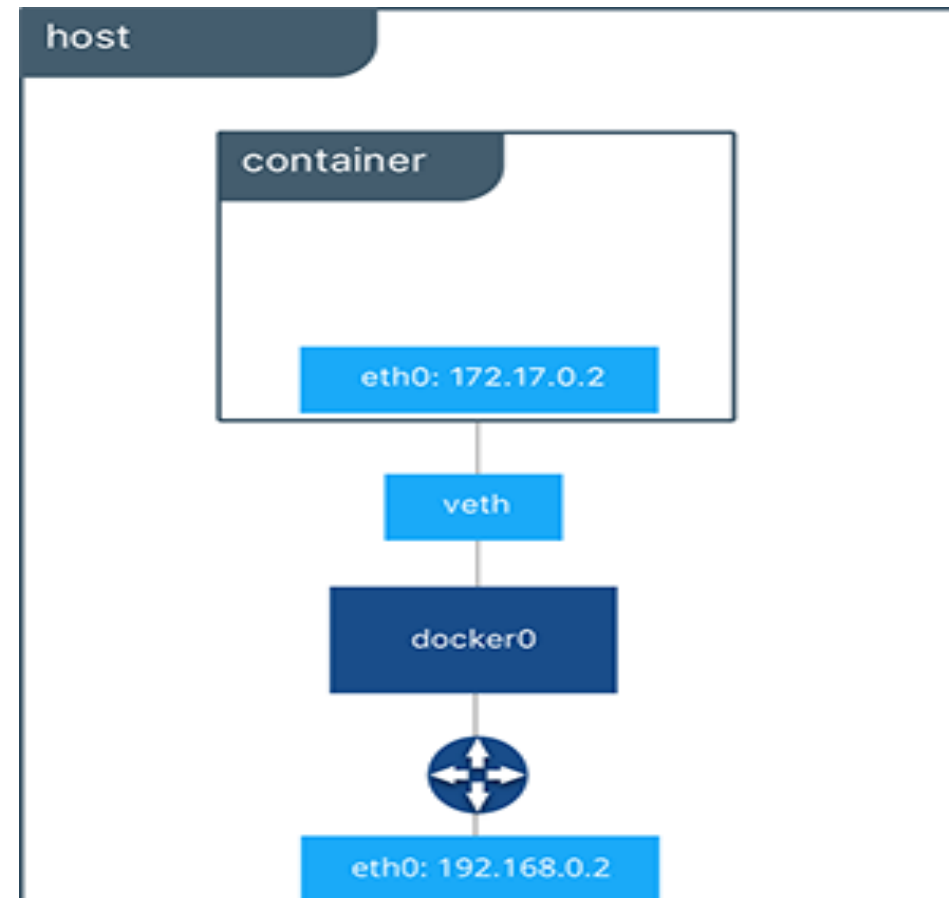 host
container
eth0: 172.17.0.2
veth
docker0
eth0: 192.168.0.2